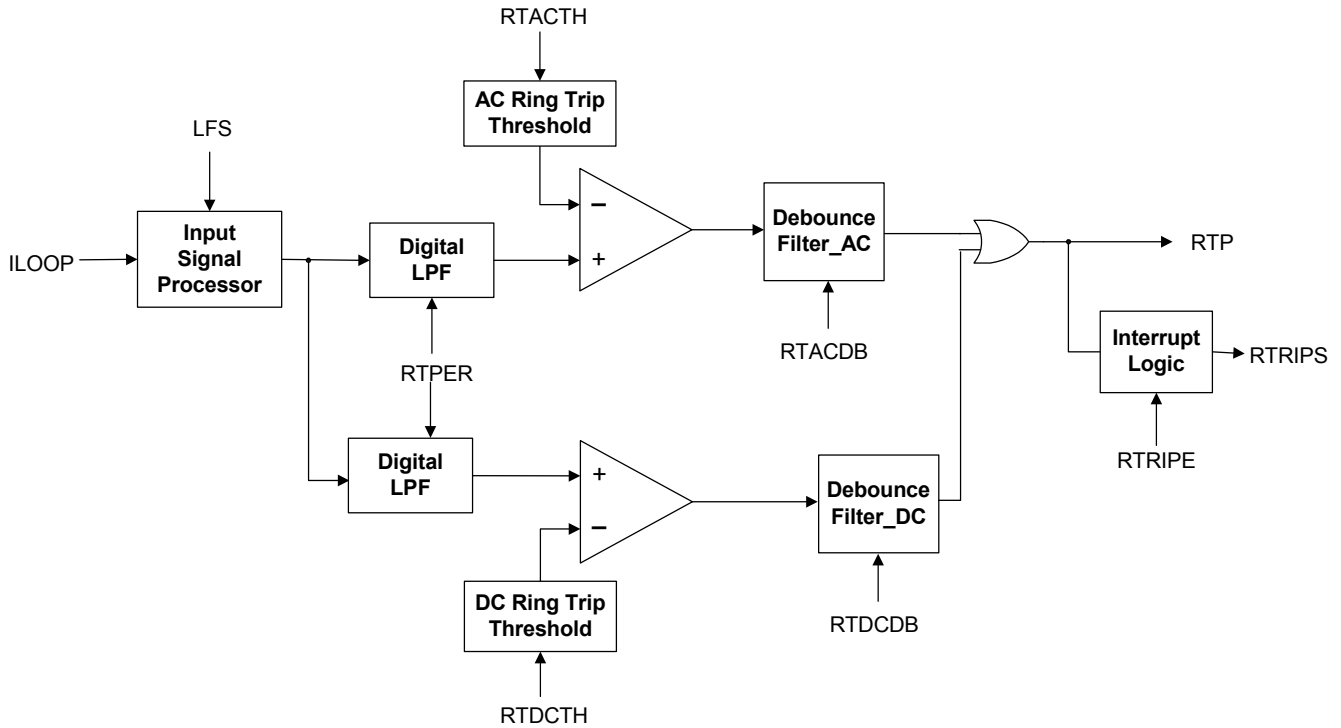 RTACTH
AC Ring Trip
Threshold
LFS
Input
Signal
Processor
ILOOP
Digital
LPF
−
+
Debounce
Filter_AC
RTP
RTACDB
Interrupt
Logic
RTRIPS
RTPER
RTRIPE
Digital
LPF
+
−
Debounce
Filter_DC
DC Ring Trip
Threshold
RTDCDB
RTDCTH